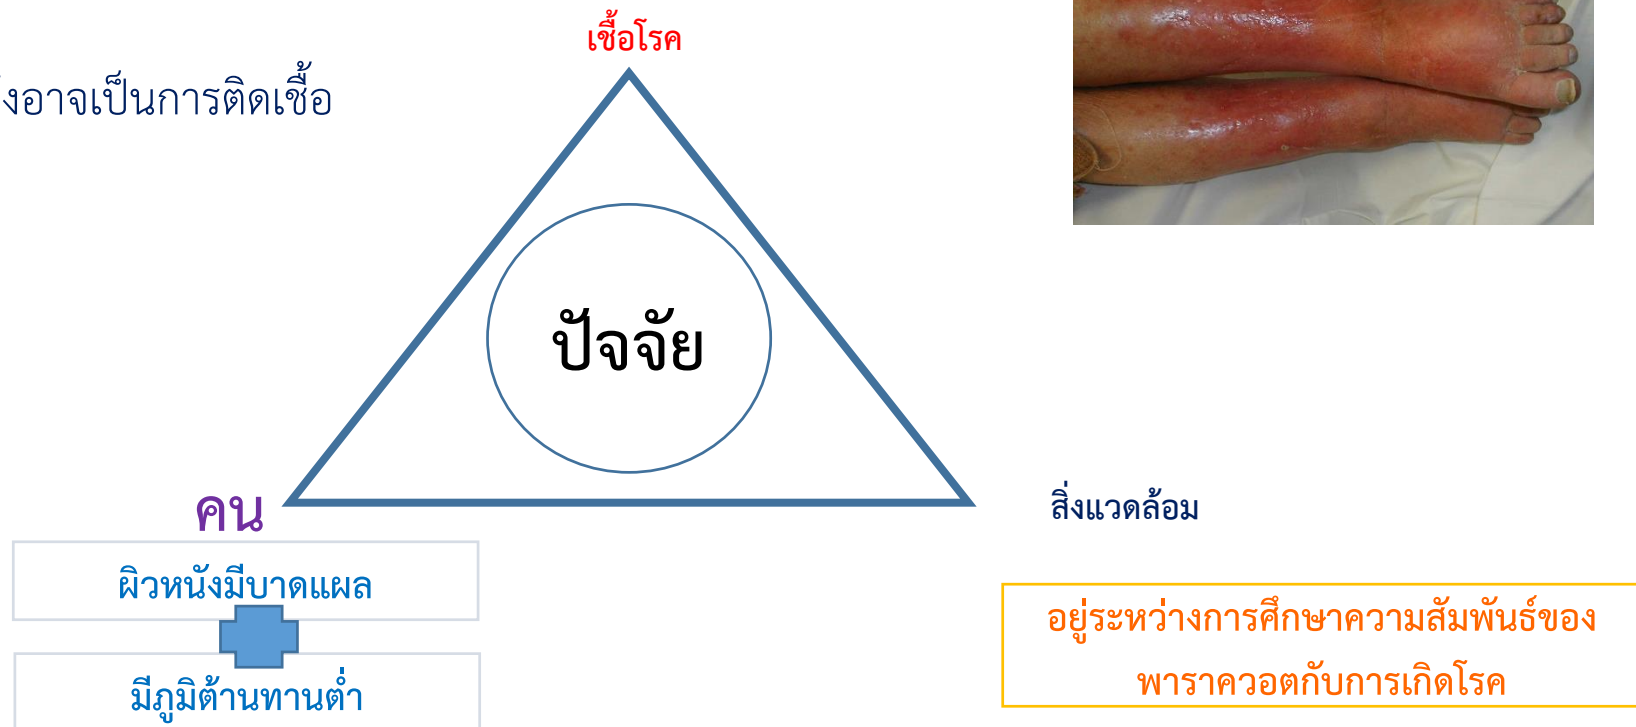 เชื้อโรค
งอาจเป็นการติดเชื้อ
ปัจจัย
คน
สิ่งแวดล้อม
ผิวหนังมีบาดแผล
มีภูมิต้านทานต่ำ
อยู่ระหว่างการศึกษาความสัมพันธ์ของ
พาราควอตกับการเกิดโรค